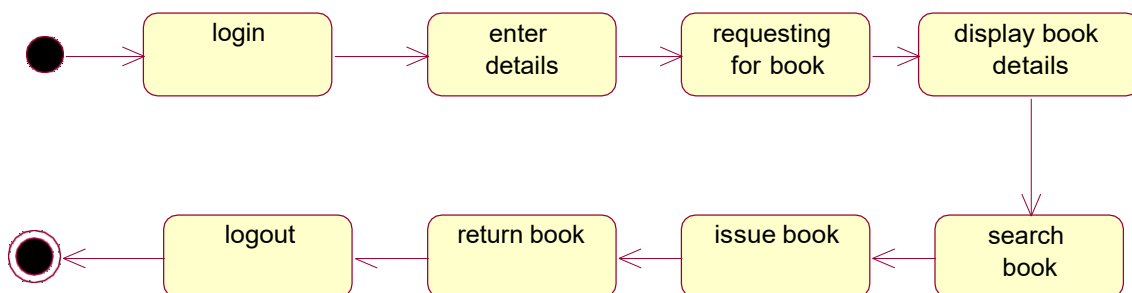 login
enter
details
requesting
for book
display book
details
logout
return book
issue book
search
book